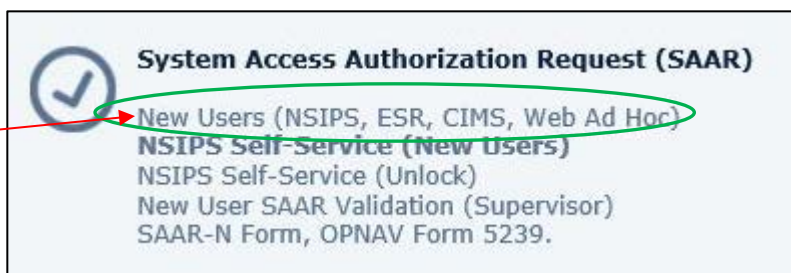 System Access Authorization Request (SAAR)
New Users (NSIPS, ESR, CIMS, Web Ad Hoc)
NSIPS Self-Service (New Users)
NSIPS Self-Service (Unlock)
New User SAAR Validation (Supervisor)
SAAR-N Form, OPNAV Form 5239.